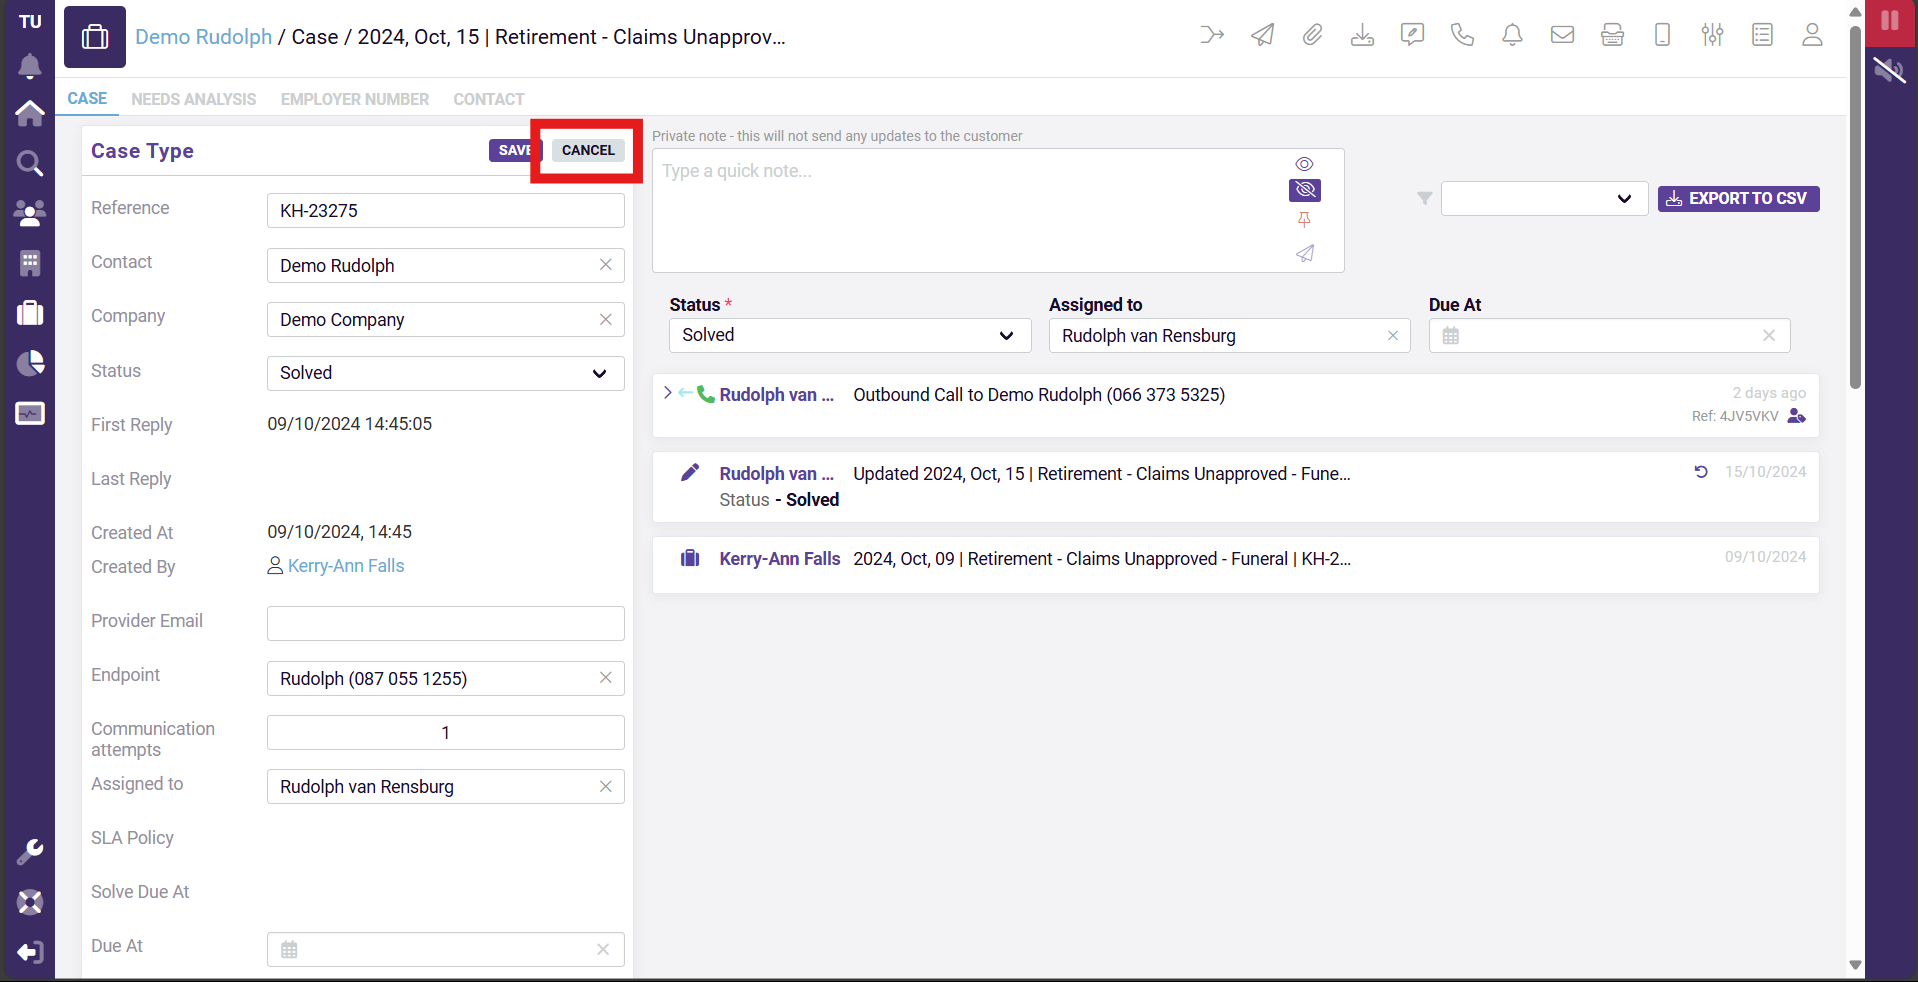 TU
Demo Rudolph / Case / 2024, Oct, 15 | Retirement - Claims Unapprov...
CASE NEEDS ANALYSIS EMPLOYER NUMBER CONTACT
Case Type
SAVE CANCEL
Reference KH-23275
Contact Demo Rudolph
Company Demo Company
Status Solved
First Reply 09/10/2024 14:45:05
Last Reply
Created At 09/10/2024, 14:45
Created By Kerry-Ann Falls
Provider Email
Endpoint Rudolph (087 055 1255)
Communication
attempts 1
Assigned to Rudolph van Rensburg
SLA Policy
Solve Due At
Due At
Private note - this will not send any updates to the customer
Type a quick note...
EXPORT TO CSV
Status * Assigned to Due At
Solved Rudolph van Rensburg
Rudolph van ... Outbound Call to Demo Rudolph (066 373 5325) 2 days ago
Ref: 4JV5VKV
Rudolph van ... Updated 2024, Oct, 15 | Retirement - Claims Unapproved - Fune... 15/10/2024
Status - Solved
Kerry-Ann Falls 2024, Oct, 09 | Retirement - Claims Unapproved - Funeral | KH-2... 09/10/2024